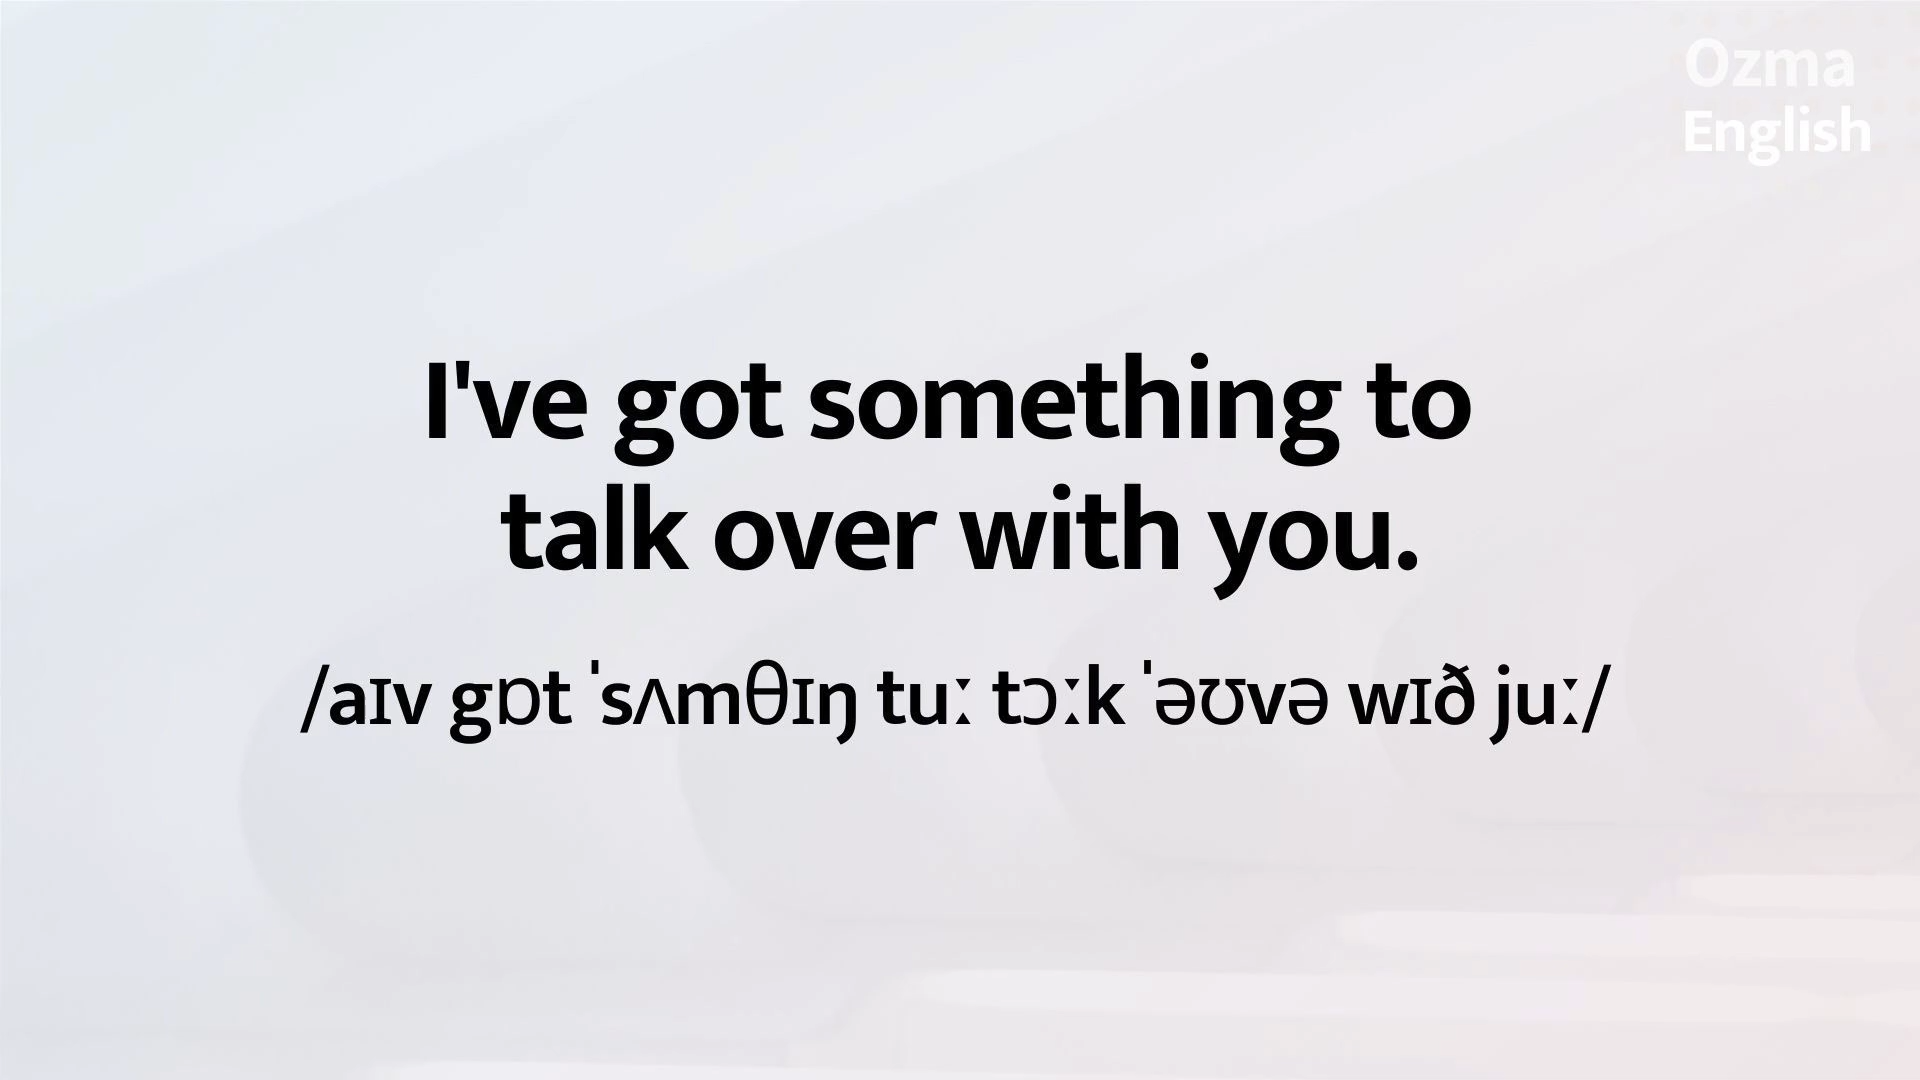 Ozma
English
I've got something to
talk over with you.
/aɪv gɒt ˈsʌmθɪŋ tuː tɔːk ˈəʊvə wɪð juː/